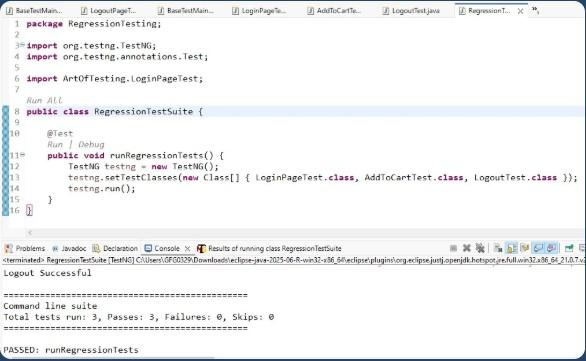 BaseTestMain... LogoutPageT... BaseTestMain... LoginPageTe... AddToCartTe... LogoutTest.java RegressionT... ×
1 package RegressionTesting;
2
3 import org.testng.TestNG;
4 import org.testng.annotations.Test;
5
6 import ArtOfTesting.LoginPageTest;
7
Run All
8 public class RegressionTestSuite {
9
10 @Test
Run | Debug
11 public void runRegressionTests() {
12 TestNG testng = new TestNG();
13 testng.setTestClasses(new Class[] { LoginPageTest.class, AddToCartTest.class, LogoutTest.class });
14 testng.run();
15 }
16 }
Problems Javadoc Declaration Console × Results of running class RegressionTestSuite
<terminated> RegressionTestSuite [TestNG] C:\Users\GFG0329\Downloads\eclipse-java-2025-06-R-win32-x86_64\eclipse\plugins\org.eclipse.justj.openjdk.hotspot.jre.full.win32.x86_64_21.0.7.v2
Logout Successful
===============================================
Command line suite
Total tests run: 3, Passes: 3, Failures: 0, Skips: 0
===============================================
PASSED: runRegressionTests